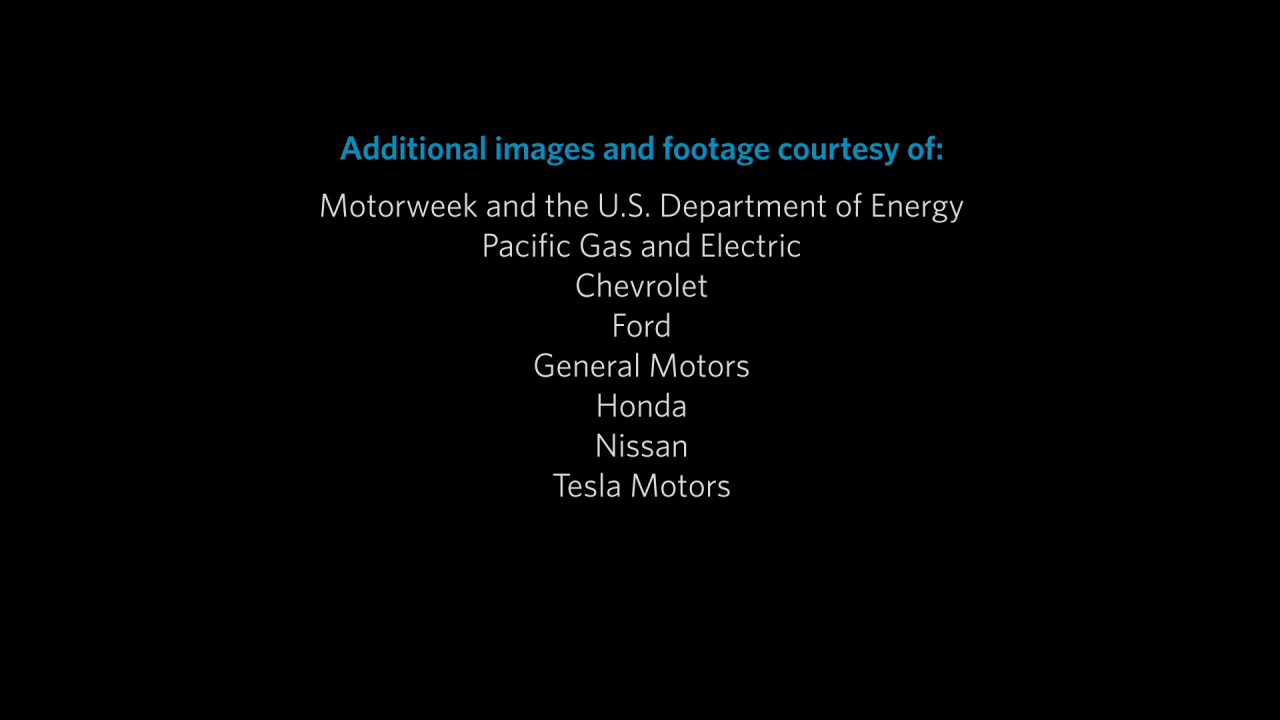 Additional images and footage courtesy of:
Motorweek and the U.S. Department of Energy
Pacific Gas and Electric
Chevrolet
Ford
General Motors
Honda
Nissan
Tesla Motors